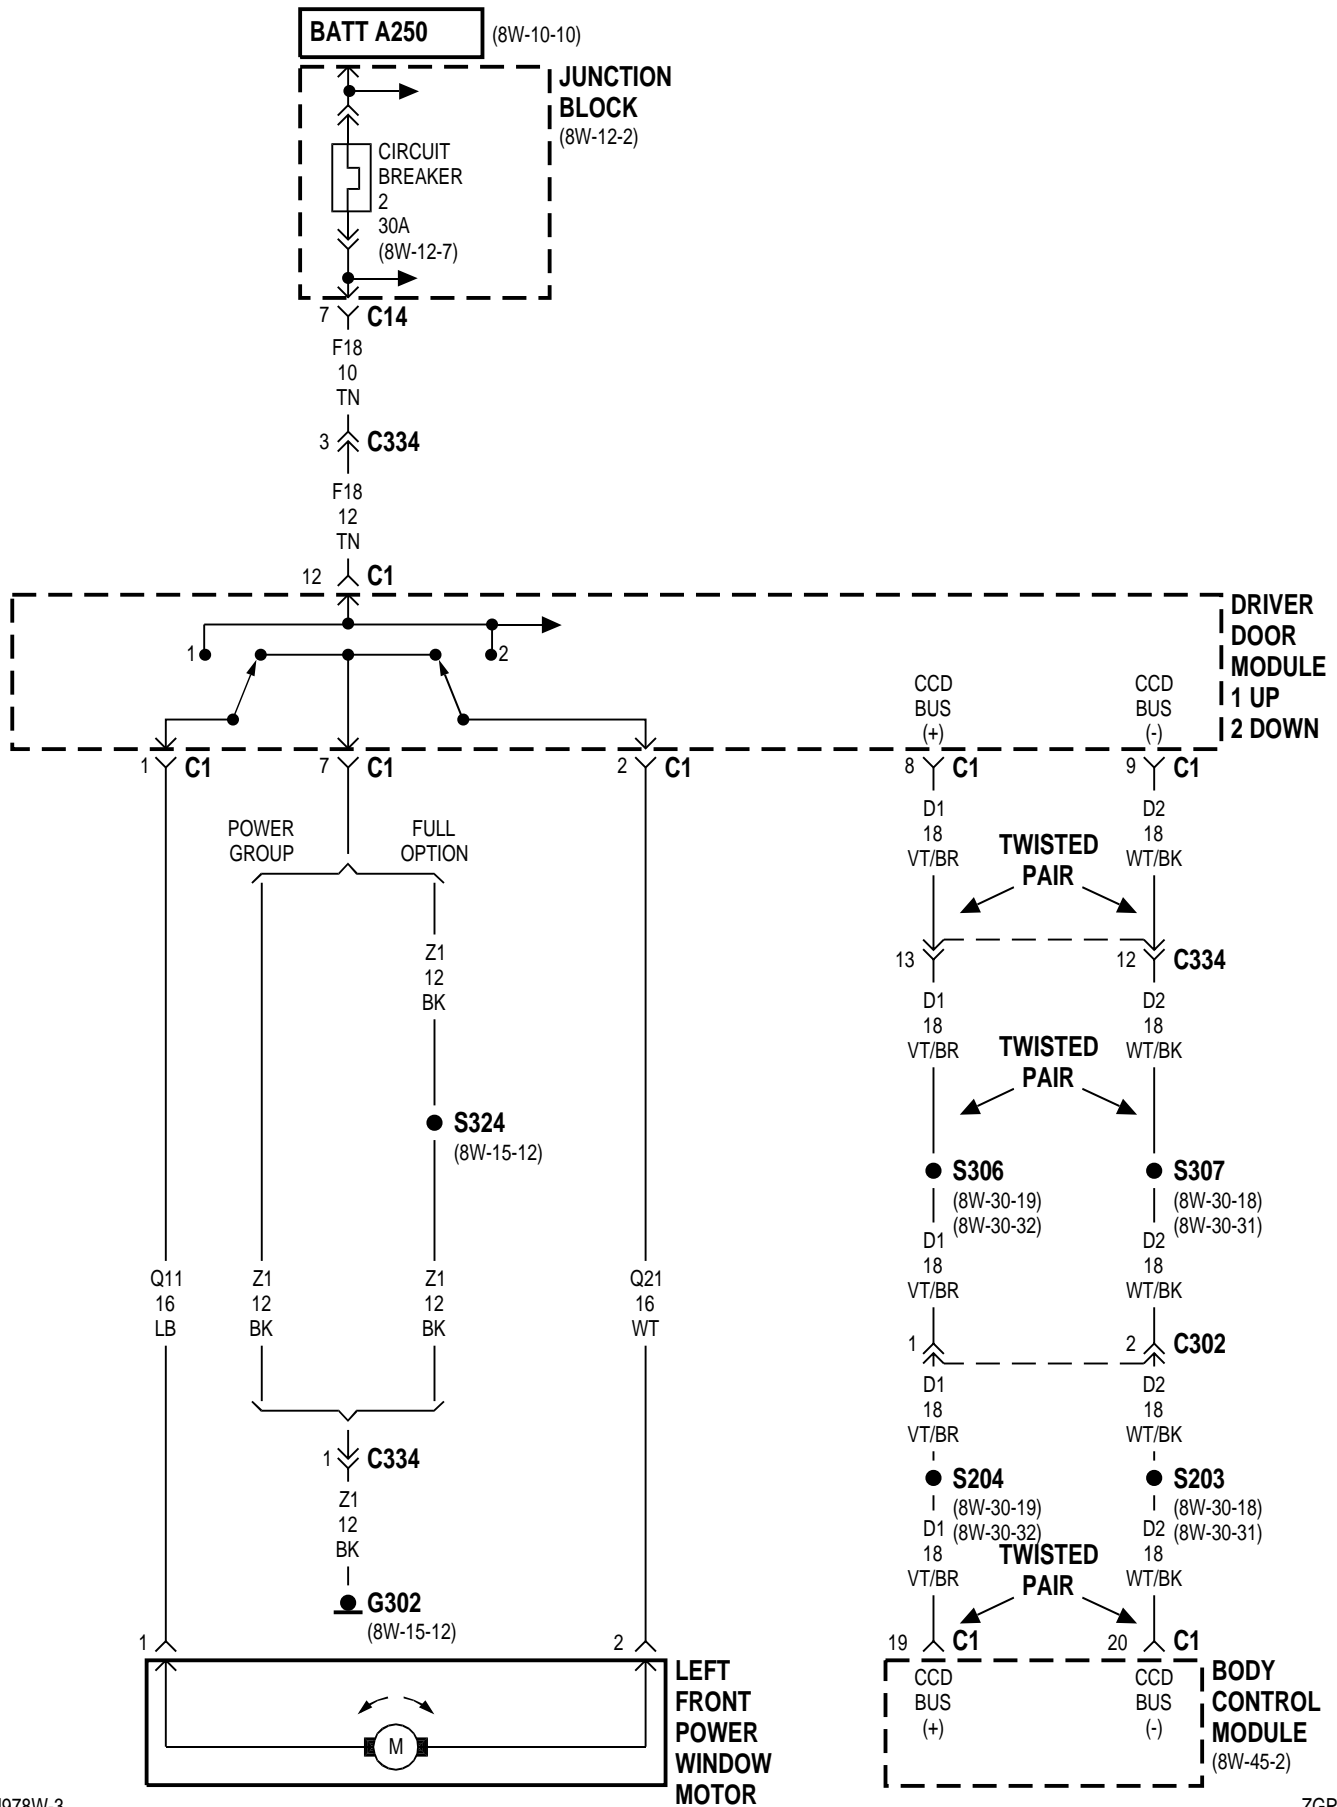 BATT A250
(8W-10-10)
JUNCTION
BLOCK
(8W-12-2)
CIRCUIT
BREAKER
2
30A
(8W-12-7)
7
C14
F18
10
TN
3
C334
F18
12
TN
12
C1
DRIVER
DOOR
MODULE
1 UP
2 DOWN
1
2
CCD
BUS
(+)
CCD
BUS
(-)
1
C1
7
C1
2
C1
8
C1
9
C1
POWER
GROUP
FULL
OPTION
D1
18
VT/BR
TWISTED
PAIR
D2
18
WT/BK
Z1
12
BK
13
12
C334
D1
18
VT/BR
TWISTED
PAIR
D2
18
WT/BK
S324
(8W-15-12)
S306
(8W-30-19)
(8W-30-32)
S307
(8W-30-18)
(8W-30-31)
D1
18
VT/BR
D2
18
WT/BK
Q11
16
LB
Z1
12
BK
Z1
12
BK
Q21
16
WT
1
2
C302
D1
18
VT/BR
D2
18
WT/BK
1
C334
S204
(8W-30-19)
(8W-30-32)
S203
(8W-30-18)
(8W-30-31)
Z1
12
BK
D1
18
VT/BR
TWISTED
PAIR
D2
18
WT/BK
G302
(8W-15-12)
1
2
19
C1
20
C1
LEFT
FRONT
POWER
WINDOW
MOTOR
M
CCD
BUS
(+)
CCD
BUS
(-)
BODY
CONTROL
MODULE
(8W-45-2)